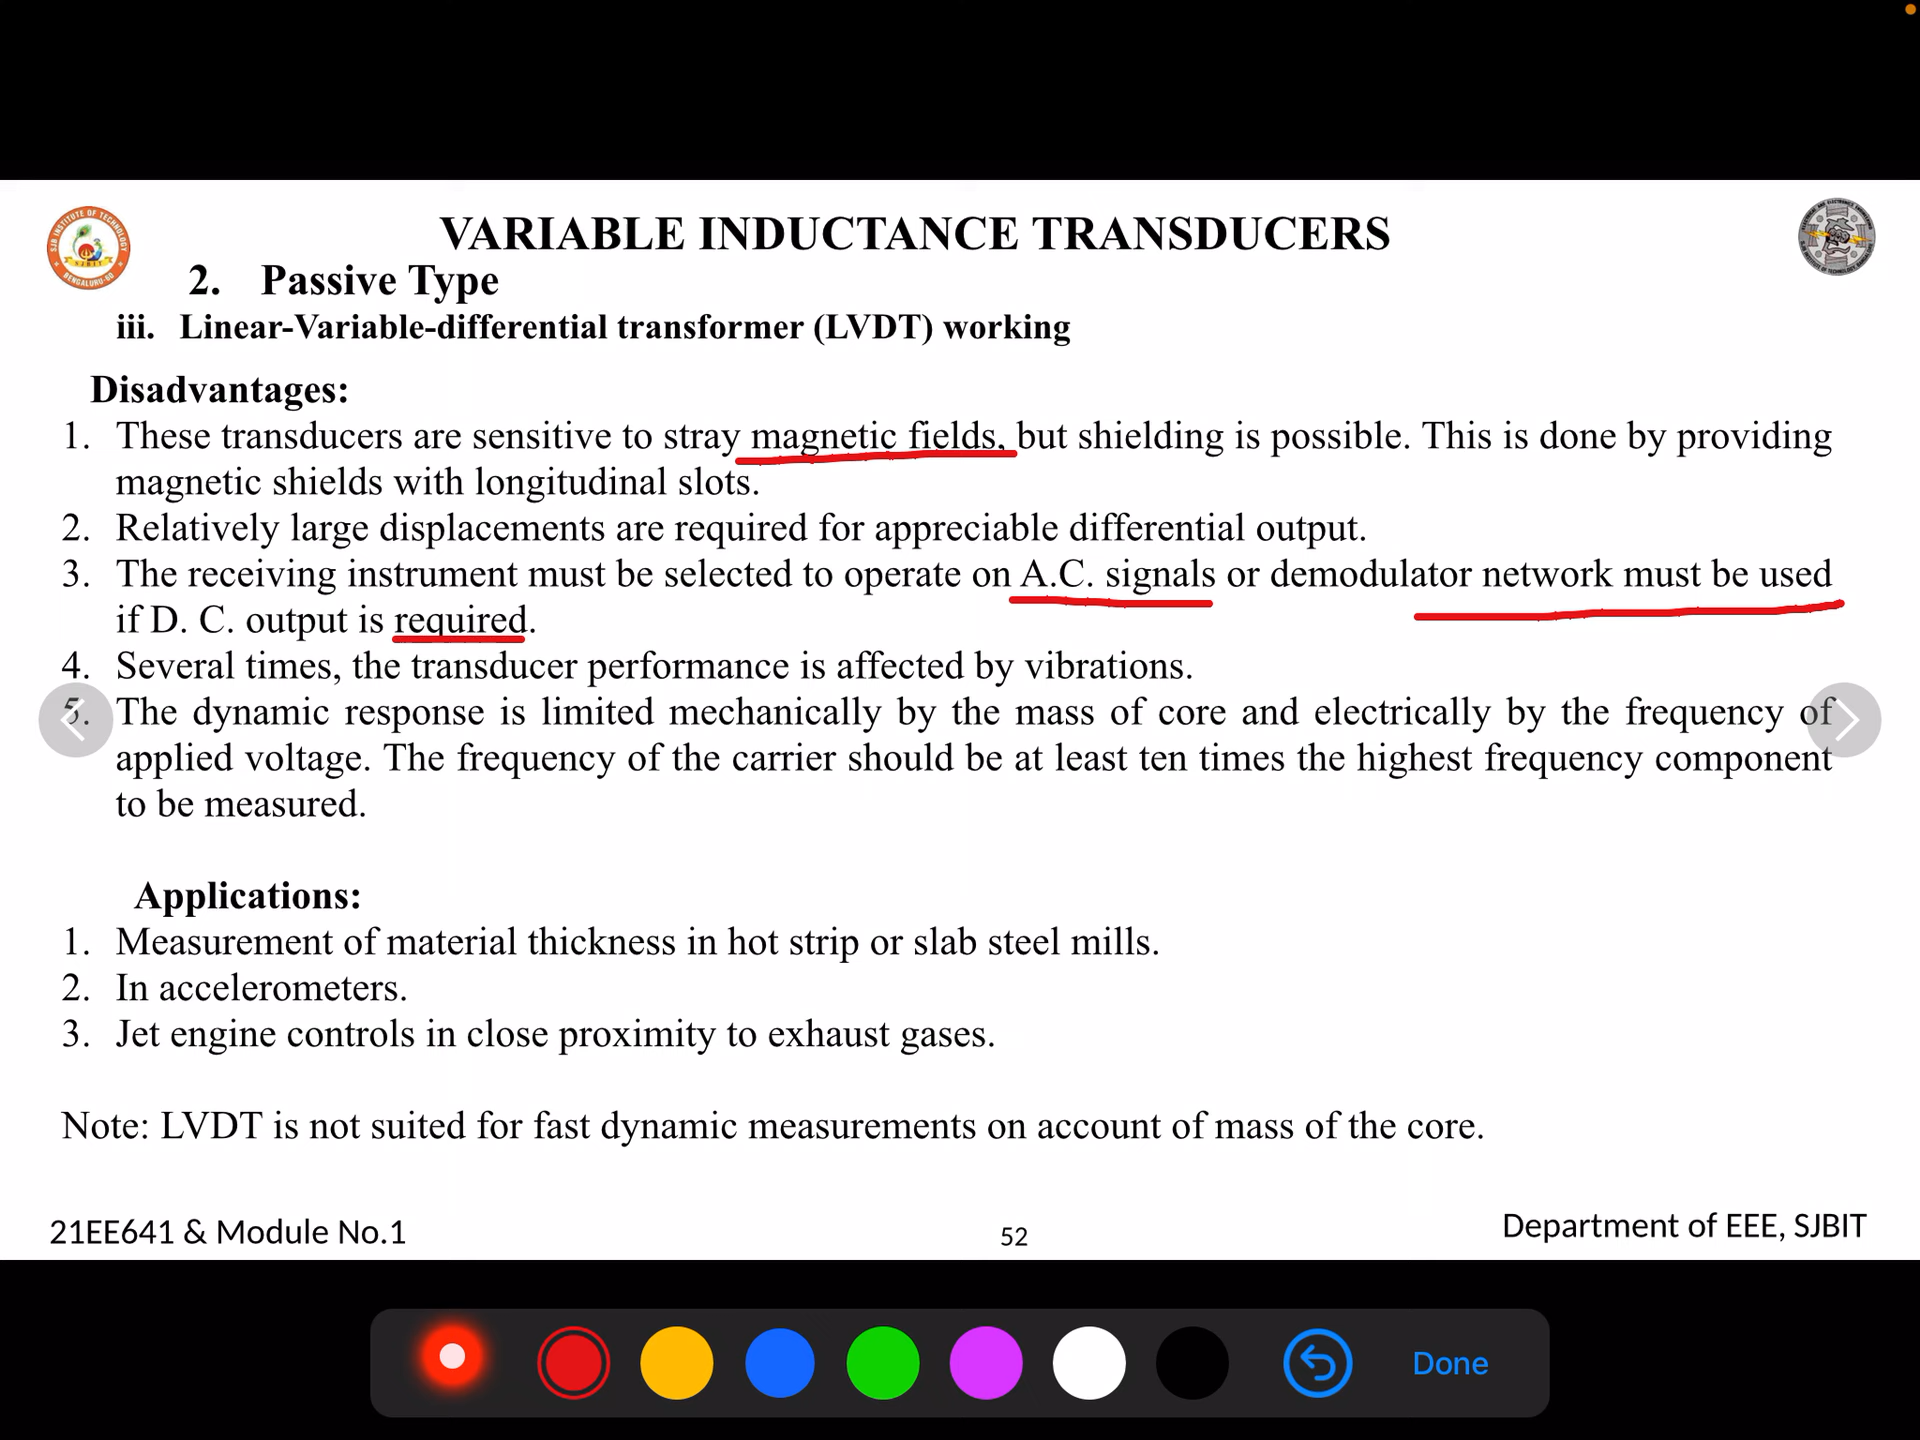 VARIABLE INDUCTANCE TRANSDUCERS
2. Passive Type
iii. Linear-Variable-differential transformer (LVDT) working
Disadvantages:
1. These transducers are sensitive to stray magnetic fields, but shielding is possible. This is done by providing
magnetic shields with longitudinal slots.
2. Relatively large displacements are required for appreciable differential output.
3. The receiving instrument must be selected to operate on A.C. signals or demodulator network must be used
if D. C. output is required.
4. Several times, the transducer performance is affected by vibrations.
5. The dynamic response is limited mechanically by the mass of core and electrically by the frequency of
applied voltage. The frequency of the carrier should be at least ten times the highest frequency component
to be measured.
Applications:
1. Measurement of material thickness in hot strip or slab steel mills.
2. In accelerometers.
3. Jet engine controls in close proximity to exhaust gases.
Note: LVDT is not suited for fast dynamic measurements on account of mass of the core.
21EE641 & Module No.1
52
Department of EEE, SJBIT
Done